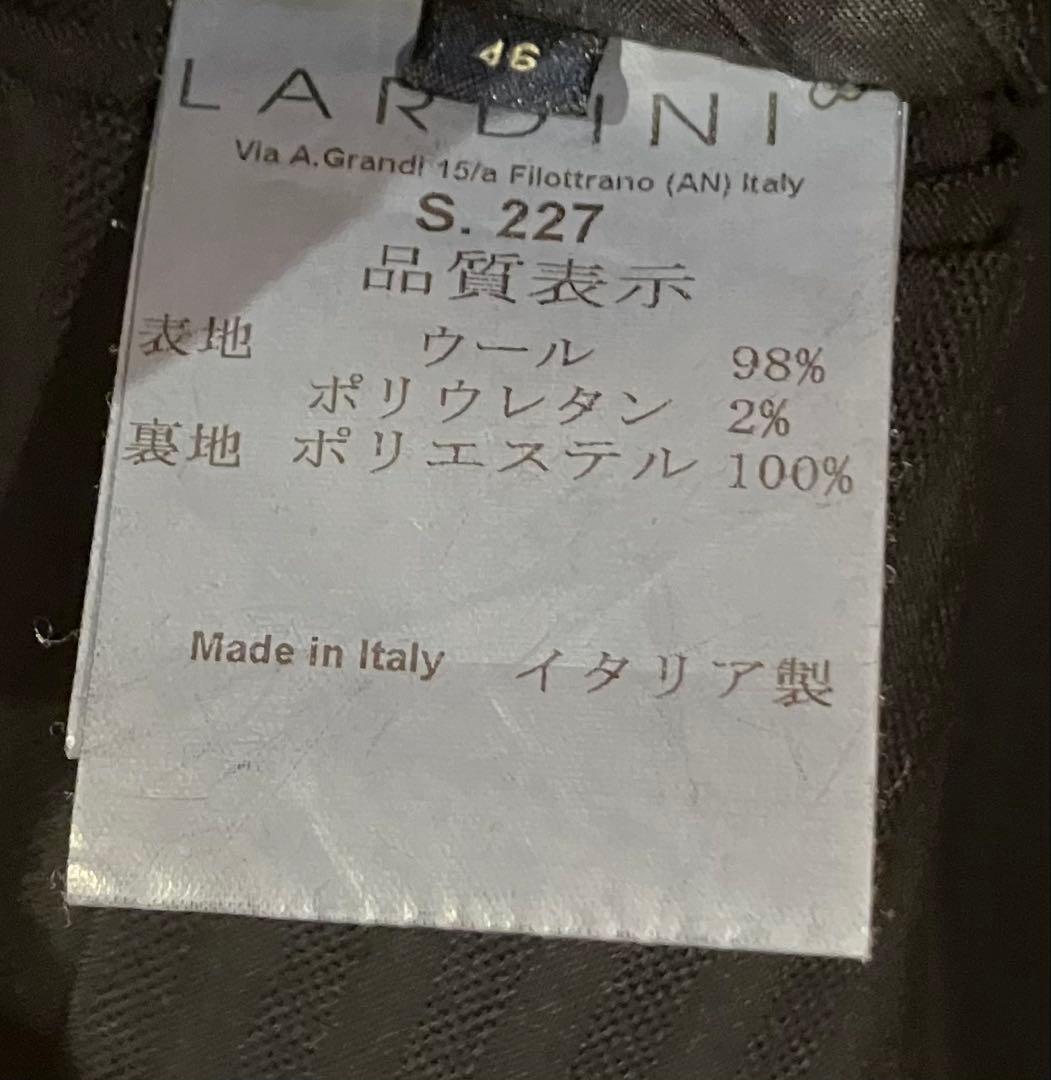 46
LARDINI
Via A.Grandi 15/a Filottrano (AN) Italy
S. 227
品質表示
表地 ウール 98%
ポリウレタン 2%
裏地 ポリエステル 100%
Made in Italy イタリア製